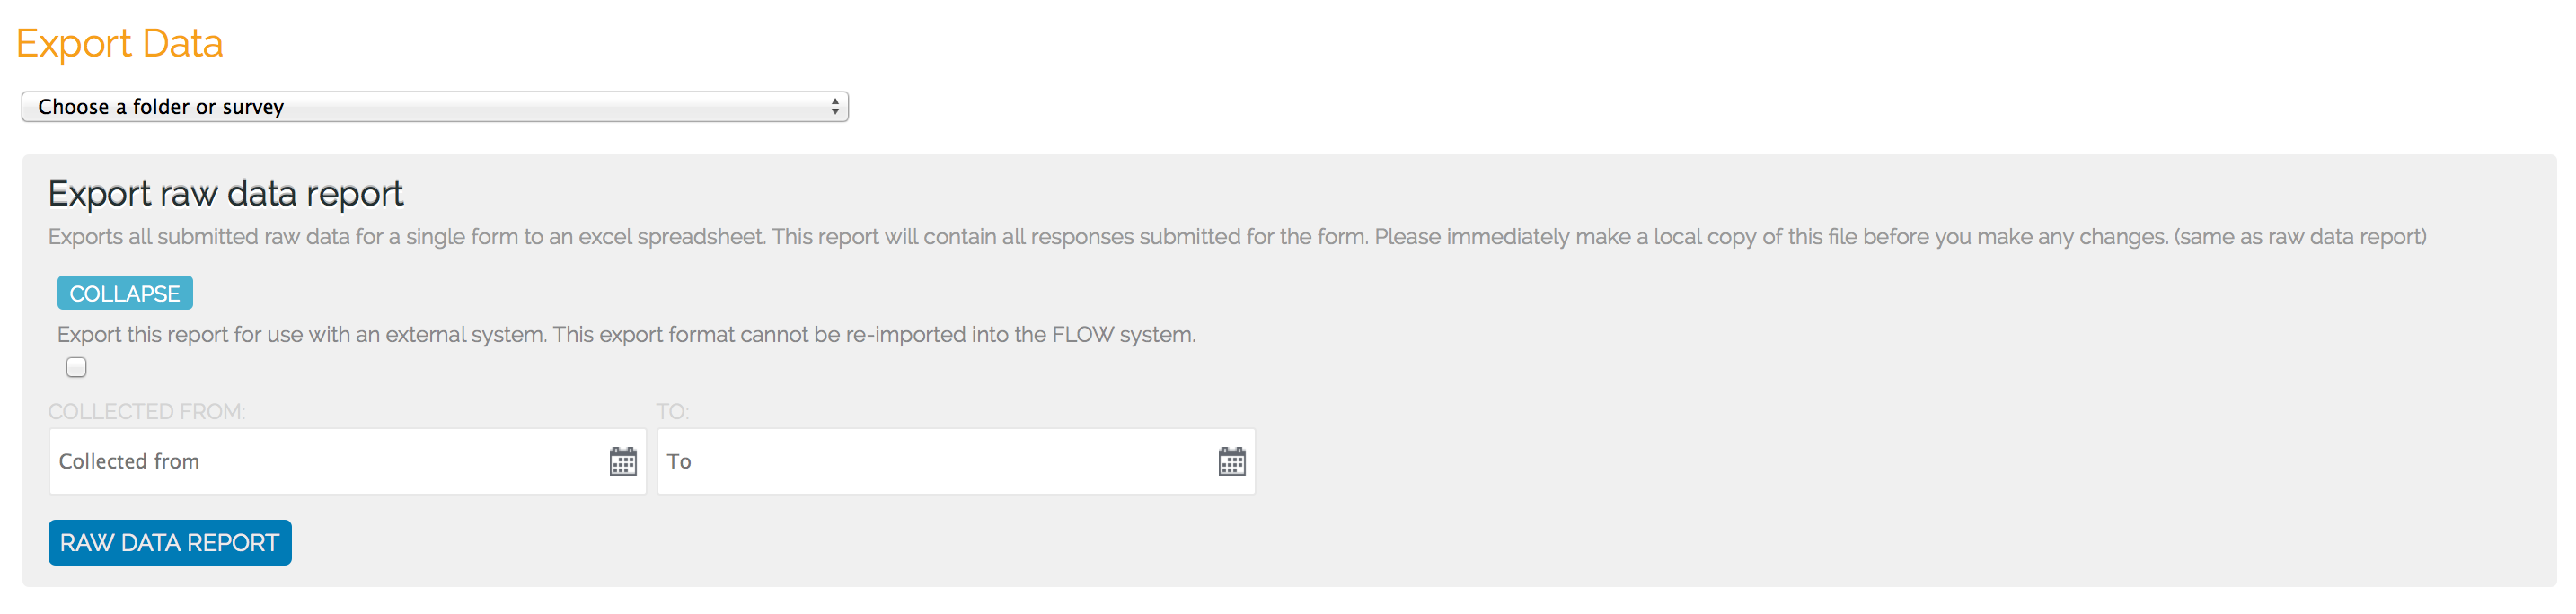 Export Data
Choose a folder or survey
Export raw data report
Exports all submitted raw data for a single form to an excel spreadsheet. This report will contain all responses submitted for the form. Please immediately make a local copy of this file before you make any changes. (same as raw data report)
COLLAPSE
Export this report for use with an external system. This export format cannot be re-imported into the FLOW system.
COLLECTED FROM: TO:
Collected from To
RAW DATA REPORT